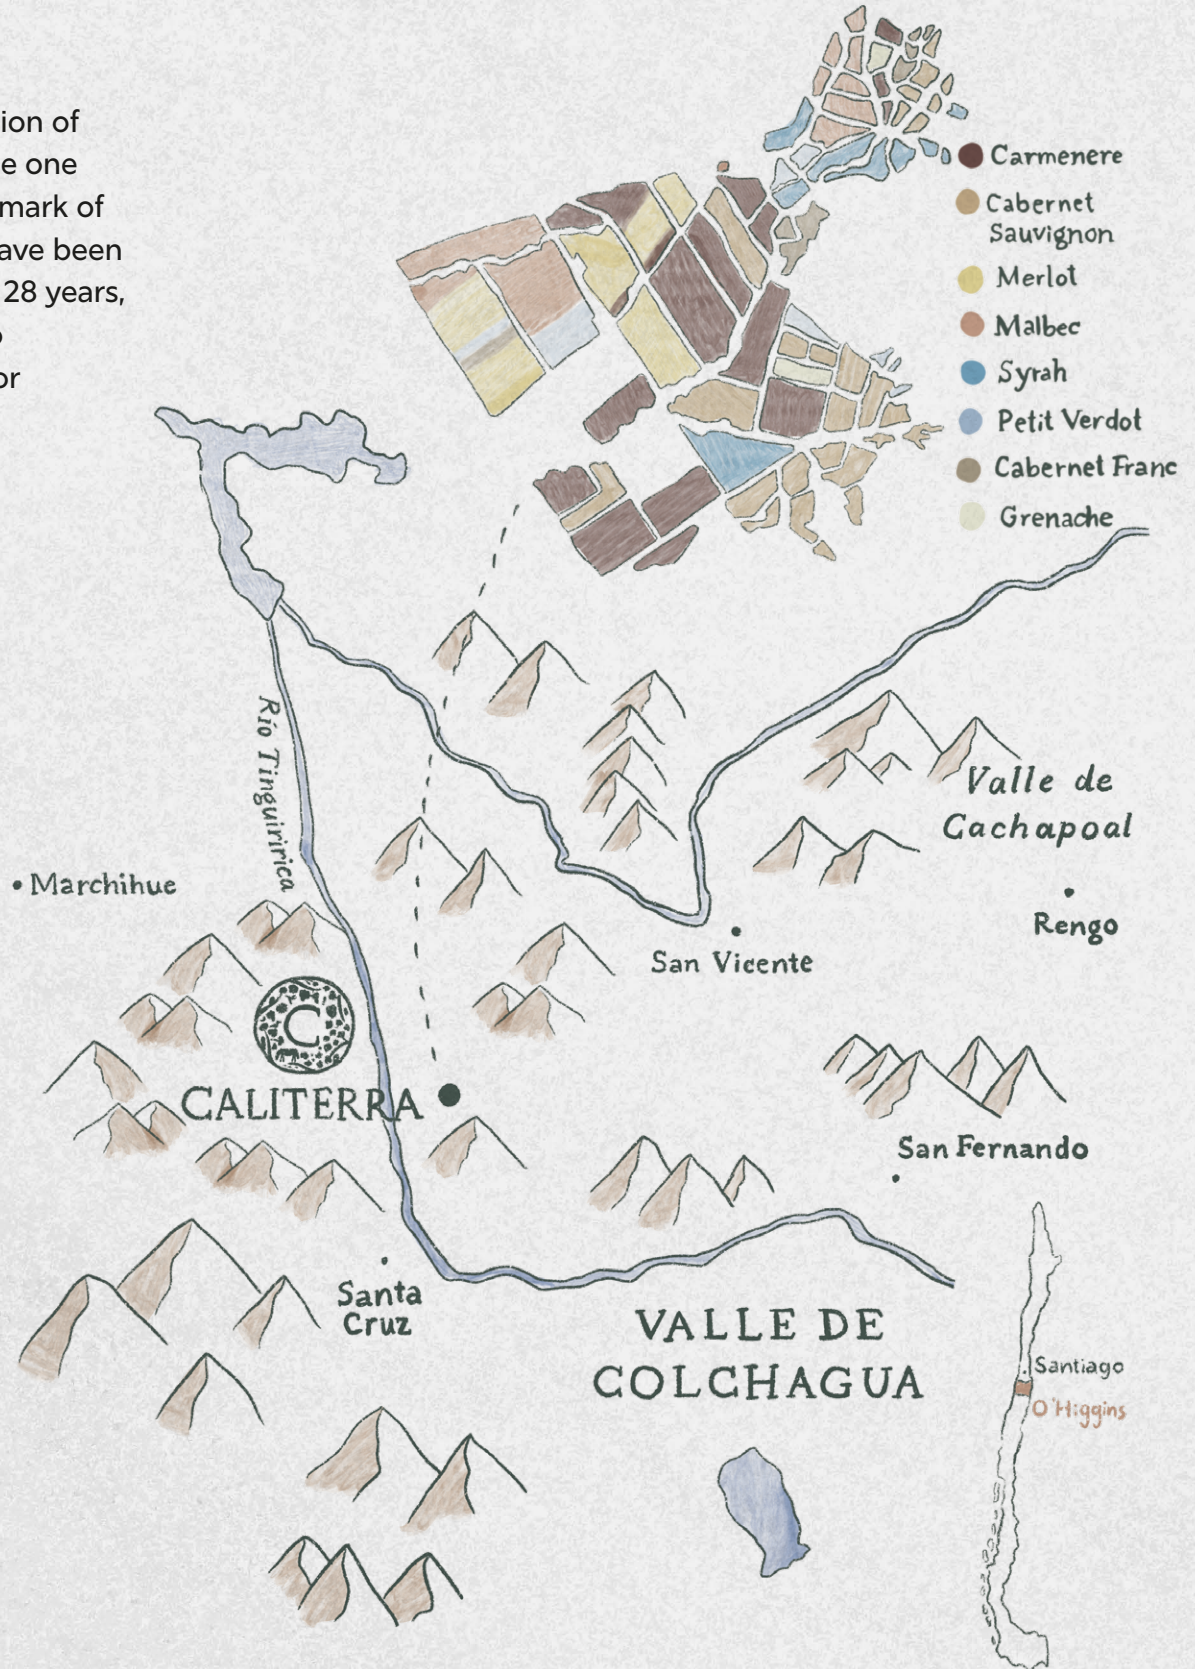 ion of
e one
mark of
ave been
28 years,
or
Carmenere
Cabernet
Sauvignon
Merlot
Malbec
Syrah
Petit Verdot
Cabernet Franc
Grenache
Río Tinguiririca
Valle de
Cachapoal
Marchihue
Rengo
San Vicente
C
CALITERRA
San Fernando
Santa
Cruz
VALLE DE
COLCHAGUA
Santiago
O'Higgins